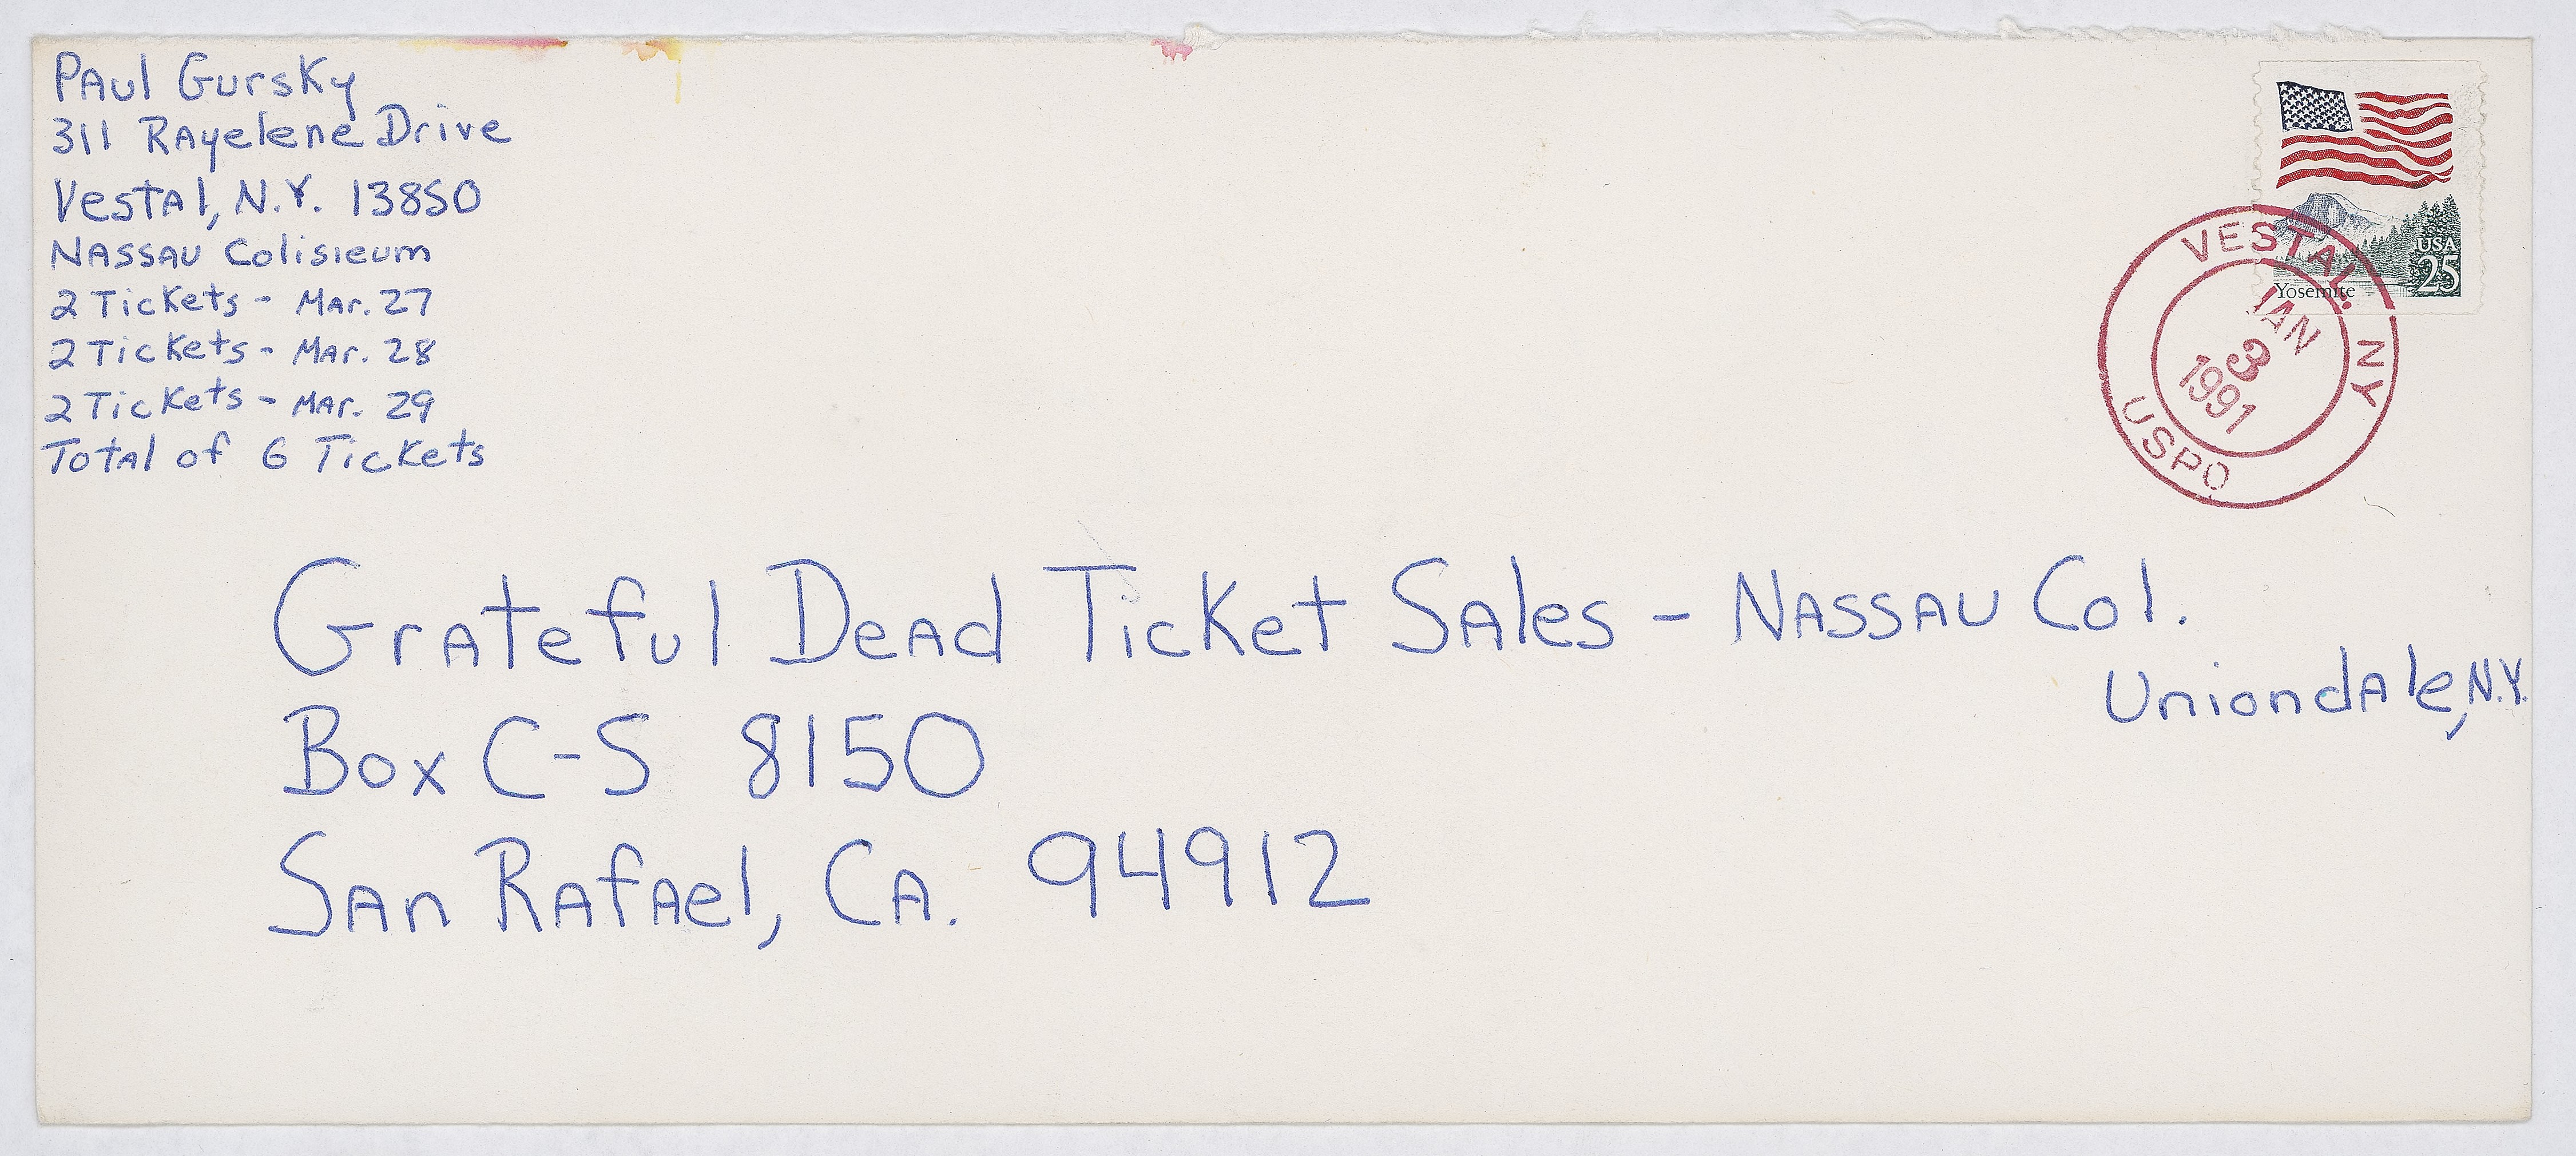 PAul Gursky
311 RAyelene Drive
VestAl, N.Y. 13850
NASSAU Colisieum
2 Tickets - MAr. 27
2 Tickets - MAr. 28
2 Tickets - MAr. 29
TotAl of 6 Tickets
USA
25
Yosemite
VESTAL, NY
JAN
3
1991
USPO
GrAteful DeAd Ticket SAles - NASSAU Col.
UniondAle, N.Y.
Box C-S 8150
SAn RAfAel, CA. 94912